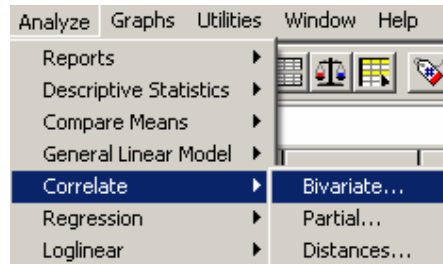 Analyze Graphs Utilities Window Help
Reports
Descriptive Statistics
Compare Means
General Linear Model
Correlate Bivariate...
Regression Partial...
Loglinear Distances...